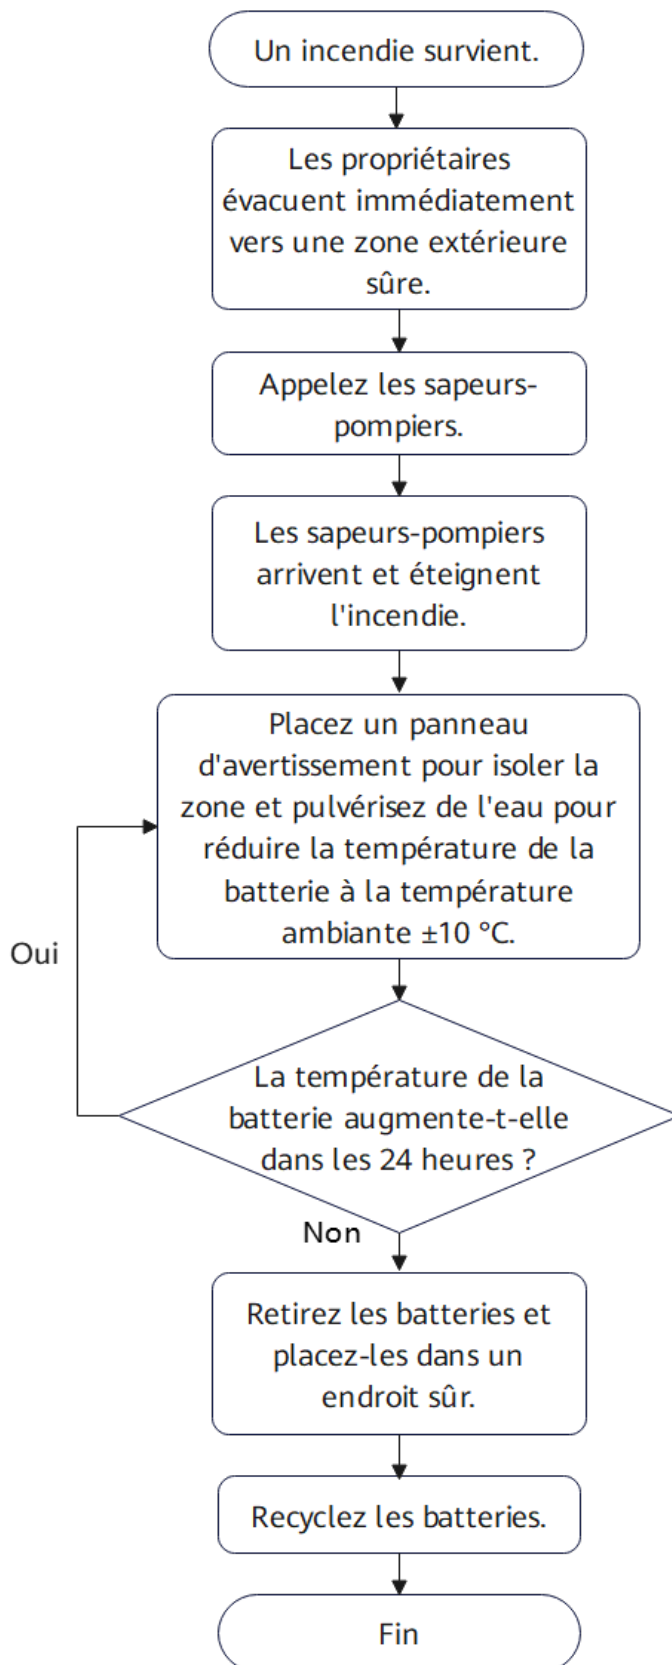 Un incendie survient.
Les propriétaires
évacuent immédiatement
vers une zone extérieure
sûre.
Appelez les sapeurs-
pompiers.
Les sapeurs-pompiers
arrivent et éteignent
l'incendie.
Placez un panneau
d'avertissement pour isoler la
zone et pulvérisez de l'eau pour
réduire la température de la
batterie à la température
ambiante ±10 °C.
Oui
La température de la
batterie augmente-t-elle
dans les 24 heures ?
Non
Retirez les batteries et
placez-les dans un
endroit sûr.
Recyclez les batteries.
Fin